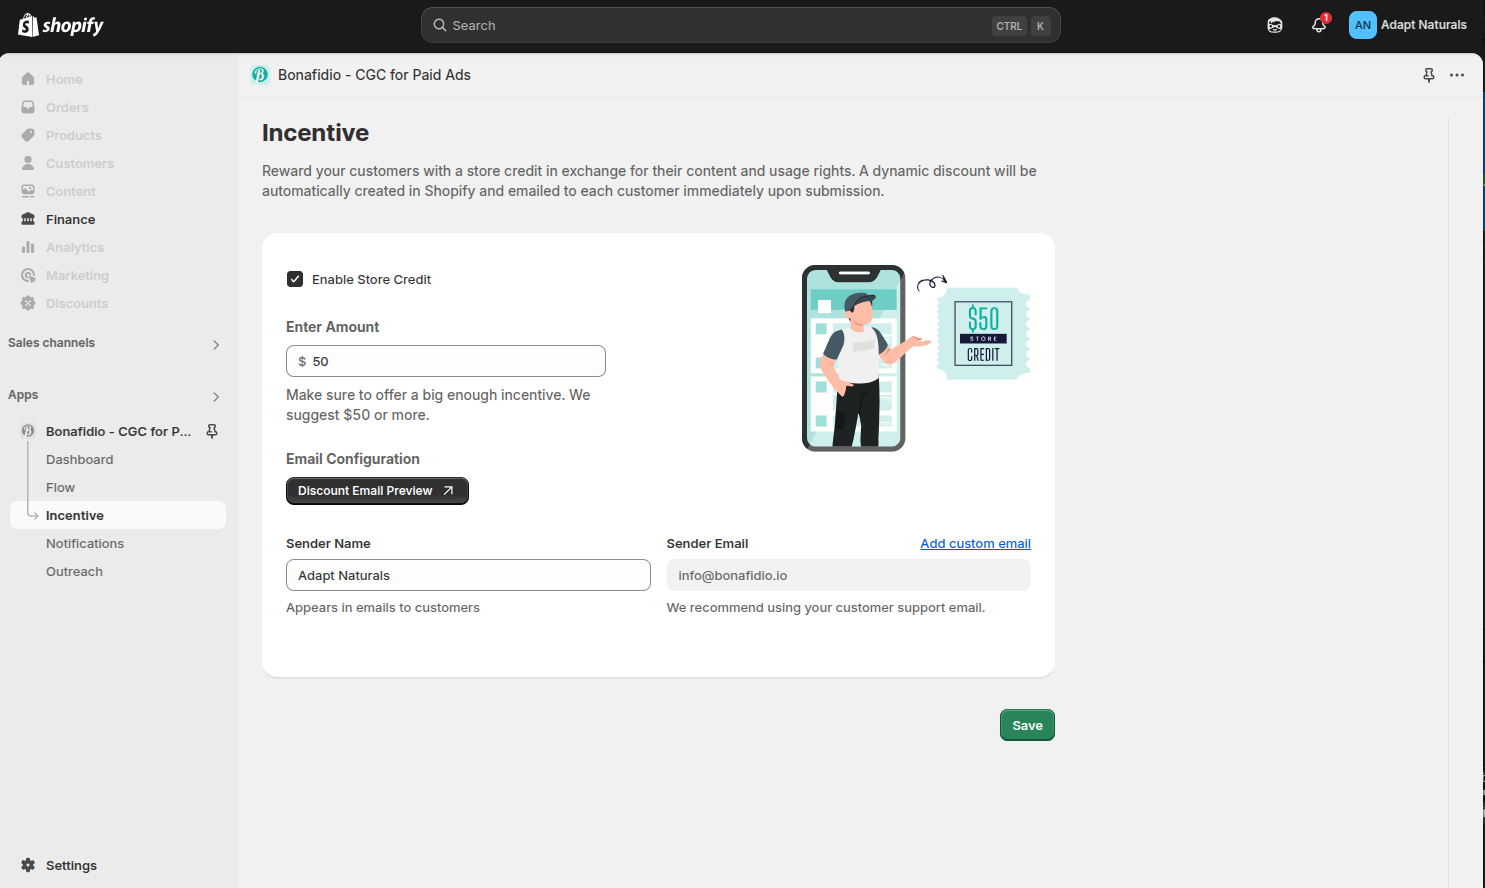 shopify
Search
CTRL K
1
AN
Adapt Naturals
Home
Orders
Products
Customers
Content
Finance
Analytics
Marketing
Discounts
Sales channels
Apps
Bonafidio - CGC for P...
Dashboard
Flow
Incentive
Notifications
Outreach
Settings
Bonafidio - CGC for Paid Ads
Incentive
Reward your customers with a store credit in exchange for their content and usage rights. A dynamic discount will be
automatically created in Shopify and emailed to each customer immediately upon submission.
Enable Store Credit
Enter Amount
$ 50
Make sure to offer a big enough incentive. We
suggest $50 or more.
$50
STORE
CREDIT
Email Configuration
Discount Email Preview
Sender Name
Adapt Naturals
Appears in emails to customers
Sender Email
Add custom email
info@bonafidio.io
We recommend using your customer support email.
Save